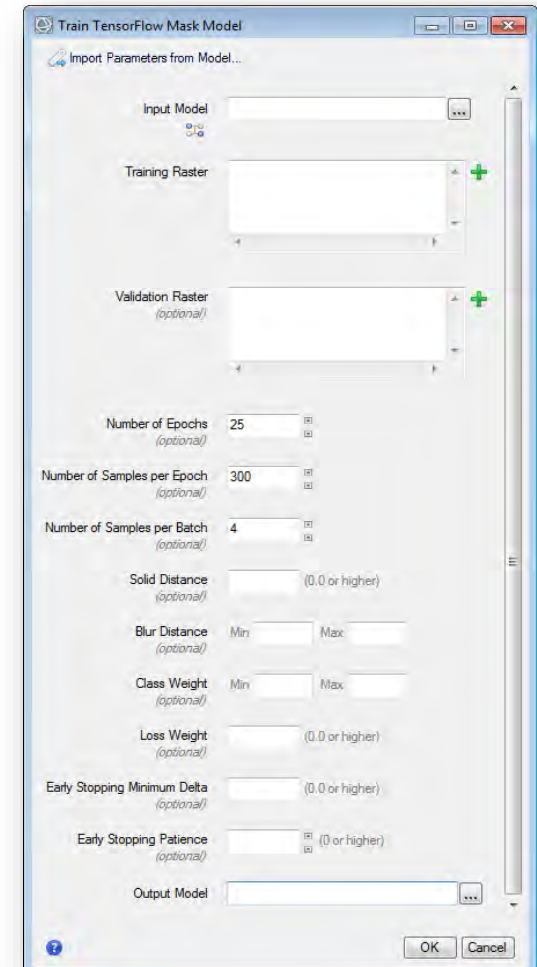 Train TensorFlow Mask Model
Import Parameters from Model...
Input Model
...
Training Raster
Validation Raster
(optional)
Number of Epochs 25
(optional)
Number of Samples per Epoch 300
(optional)
Number of Samples per Batch 4
(optional)
Solid Distance (0.0 or higher)
(optional)
Blur Distance Min Max
(optional)
Class Weight Min Max
(optional)
Loss Weight (0.0 or higher)
(optional)
Early Stopping Minimum Delta (0.0 or higher)
(optional)
Early Stopping Patience (0 or higher)
(optional)
Output Model ...
? OK Cancel